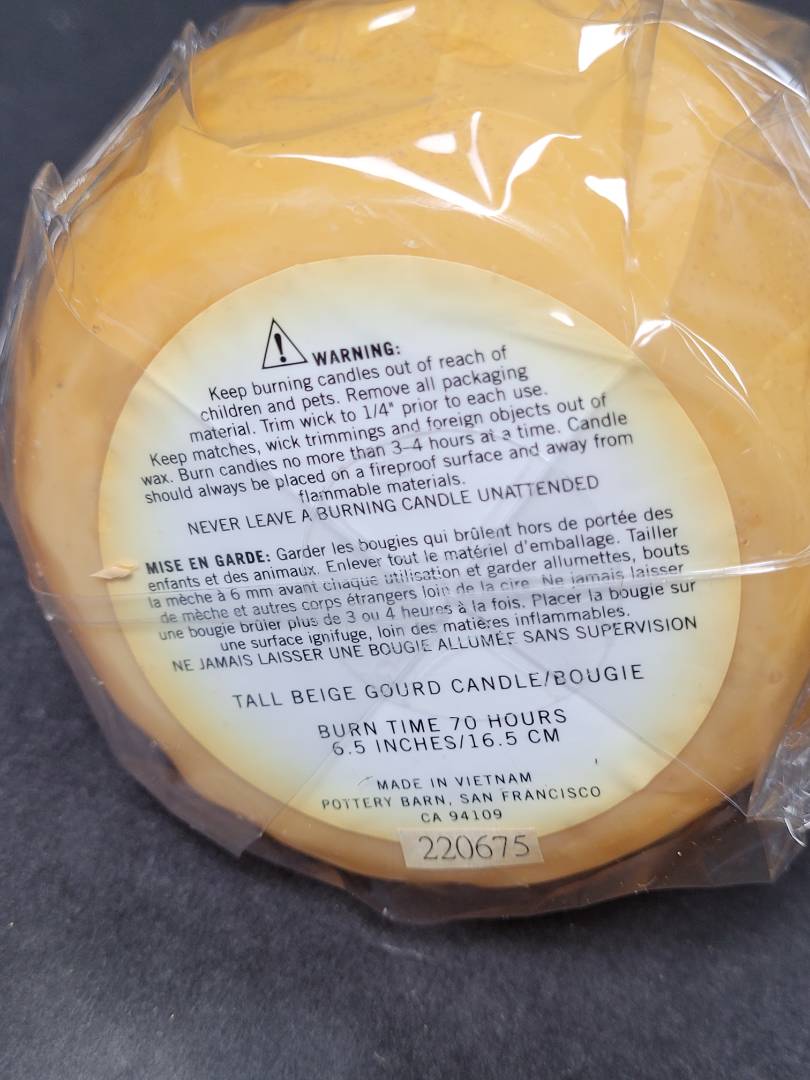 WARNING:
Keep burning candles out of reach of
children and pets. Remove all packaging
material. Trim wick to 1/4" prior to each use.
Keep matches, wick trimmings and foreign objects out of
wax. Burn candles no more than 3-4 hours at a time. Candle
should always be placed on a fireproof surface and away from
flammable materials.
NEVER LEAVE A BURNING CANDLE UNATTENDED
MISE EN GARDE: Garder les bougies qui brûlent hors de portée des
enfants et des animaux. Enlever tout le matériel d'emballage. Tailler
la mèche à 6 mm avant chaque utilisation et garder allumettes, bouts
de mèche et autres corps étrangers loin de la cire. Ne jamais laisser
une bougie brûler plus de 3 ou 4 heures à la fois. Placer la bougie sur
une surface ignifuge, loin des matières inflammables.
NE JAMAIS LAISSER UNE BOUGIE ALLUMÉE SANS SUPERVISION
TALL BEIGE GOURD CANDLE/BOUGIE
BURN TIME 70 HOURS
6.5 INCHES/16.5 CM
MADE IN VIETNAM
POTTERY BARN, SAN FRANCISCO
CA 94109
220675